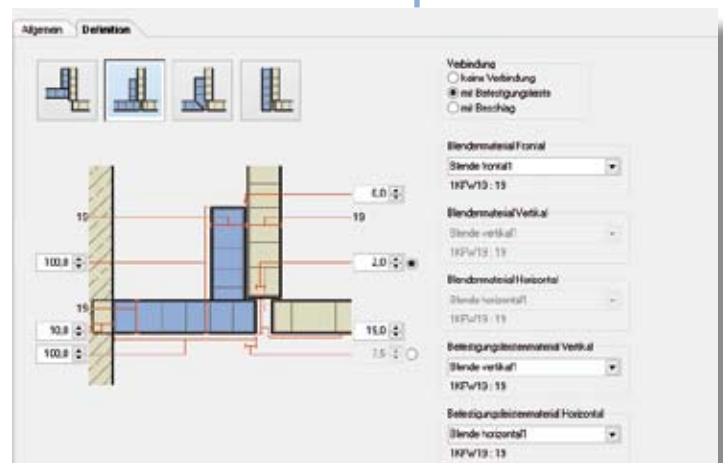 Allgemein Definition
Verbindung
keine Verbindung
mit Befestigungsleiste
mit Beschlag
Blendenmaterial Frontal
Blende frontal1
1KFW19 : 19
Blendenmaterial Vertikal
Blende vertikal1
1KFW19 : 19
Blendenmaterial Horizontal
Blende horizontal1
1KFW19 : 19
Befestigungsleistenmaterial Vertikal
Blende vertikal1
1KFW19 : 19
Befestigungsleistenmaterial Horizontal
Blende horizontal1
1KFW19 : 19
19
19
100,0
2,0
19
10,0
15,0
100,0
7,5